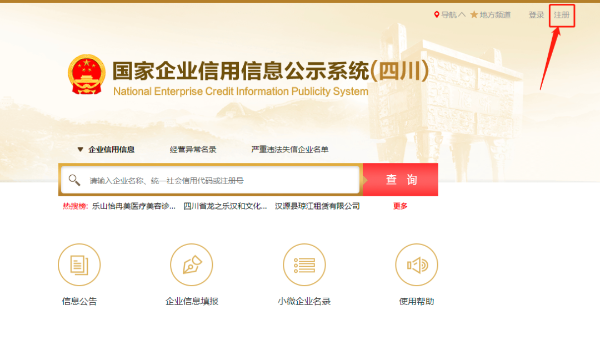 导航 地方频道 登录 注册
国家企业信用信息公示系统(四川)
National Enterprise Credit Information Publicity System
企业信用信息 经营异常名录 严重违法失信企业名单
请输入企业名称、统一社会信用代码或注册号 查 询
热搜榜: 乐山怡冉美医疗美容诊... 四川省龙之乐汉和文化... 汉源县琼江租赁有限公司 更多
信息公告 企业信息填报 小微企业名录 使用帮助